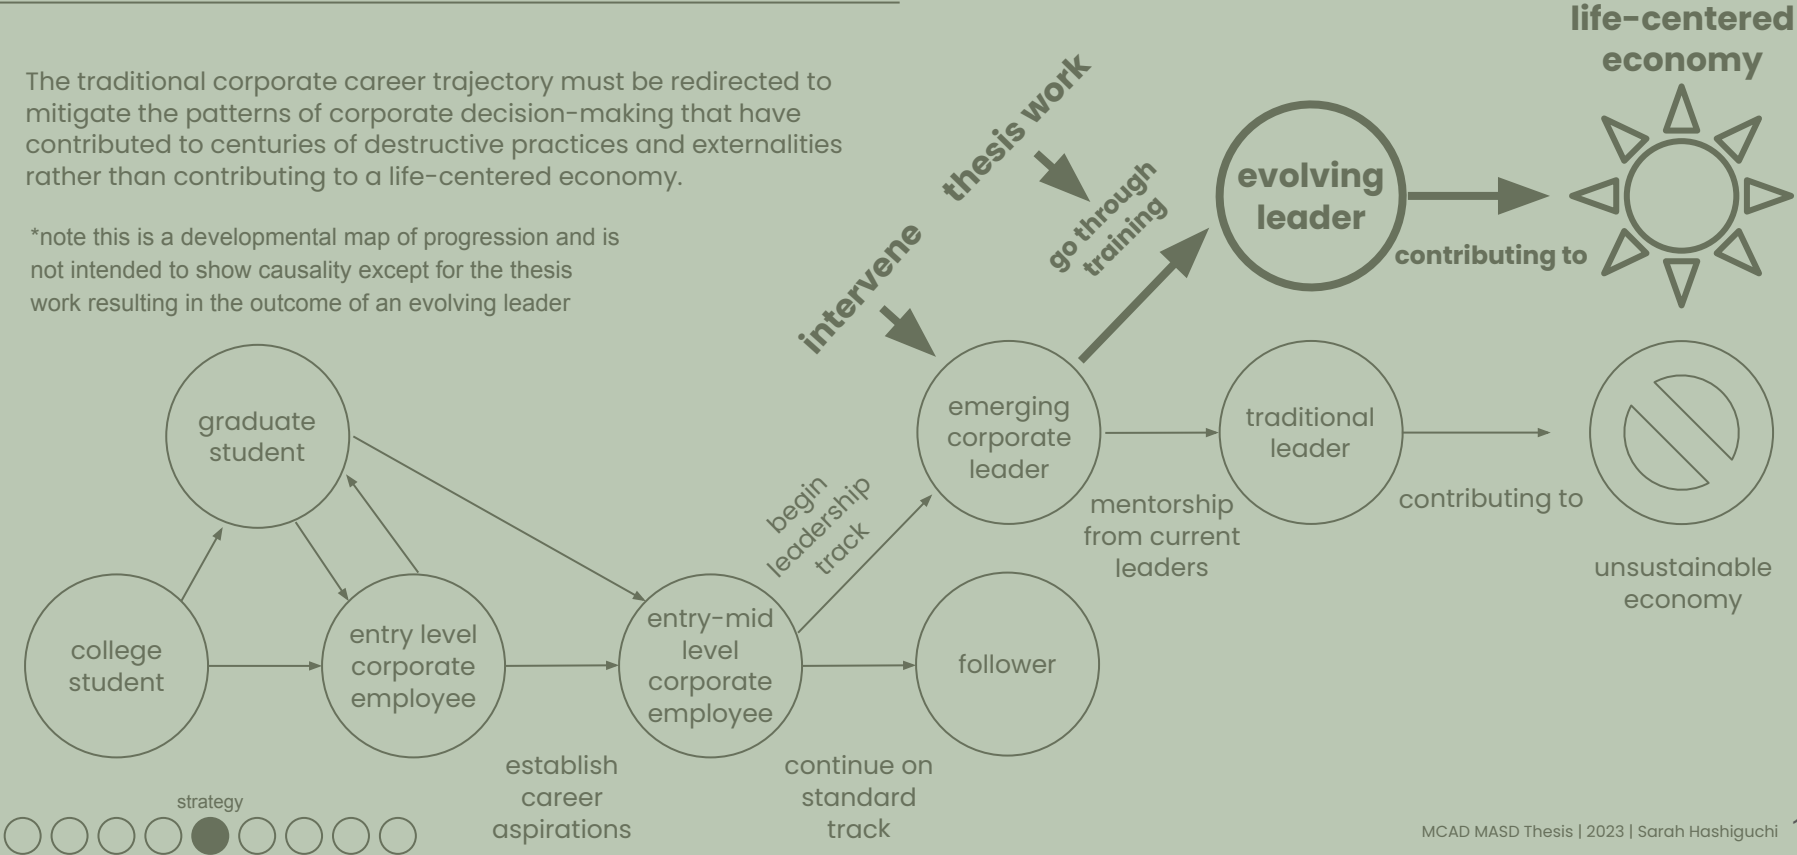 life-centered
economy
The traditional corporate career trajectory must be redirected to
mitigate the patterns of corporate decision-making that have
contributed to centuries of destructive practices and externalities
rather than contributing to a life-centered economy.
*note this is a developmental map of progression and is
not intended to show causality except for the thesis
work resulting in the outcome of an evolving leader
thesis work
intervene
go through
training
evolving
leader
contributing to
graduate
student
emerging
corporate
leader
traditional
leader
begin
leadership
track
mentorship
from current
leaders
contributing to
unsustainable
economy
college
student
entry level
corporate
employee
entry-mid
level
corporate
employee
follower
establish
career
aspirations
continue on
standard
track
strategy
MCAD MASD Thesis | 2023 | Sarah Hashiguchi